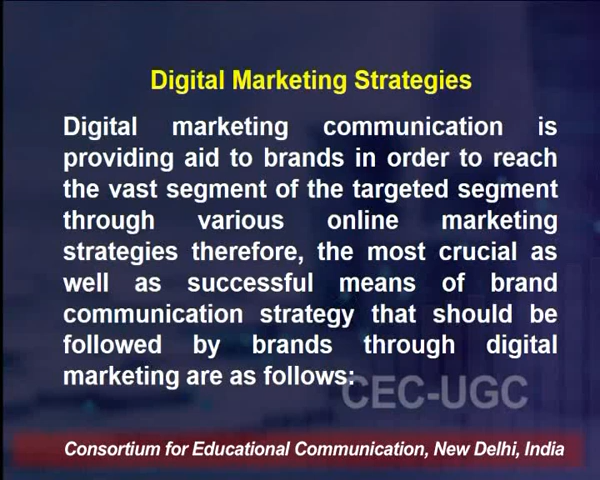 Digital Marketing Strategies
Digital marketing communication is
providing aid to brands in order to reach
the vast segment of the targeted segment
through various online marketing
strategies therefore, the most crucial as
well as successful means of brand
communication strategy that should be
followed by brands through digital
marketing are as follows:
CEC-UGC
Consortium for Educational Communication, New Delhi, India